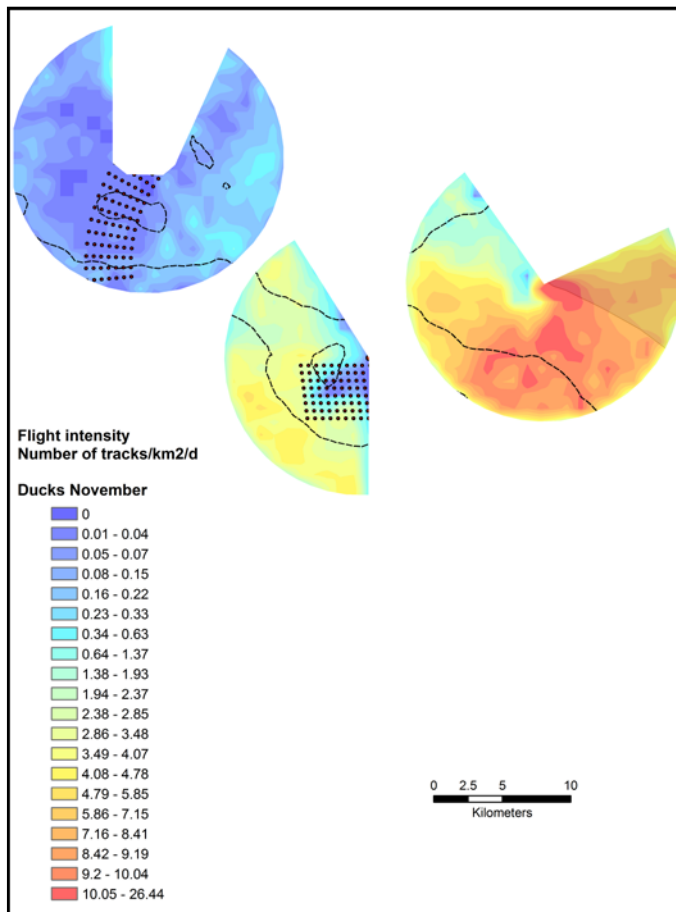 Flight intensity
Number of tracks/km2/d
Ducks November
0
0.01 - 0.04
0.05 - 0.07
0.08 - 0.15
0.16 - 0.22
0.23 - 0.33
0.34 - 0.63
0.64 - 1.37
1.38 - 1.93
1.94 - 2.37
2.38 - 2.85
2.86 - 3.48
3.49 - 4.07
4.08 - 4.78
4.79 - 5.85
5.86 - 7.15
7.16 - 8.41
8.42 - 9.19
9.2 - 10.04
10.05 - 26.44
0 2.5 5 10
Kilometers